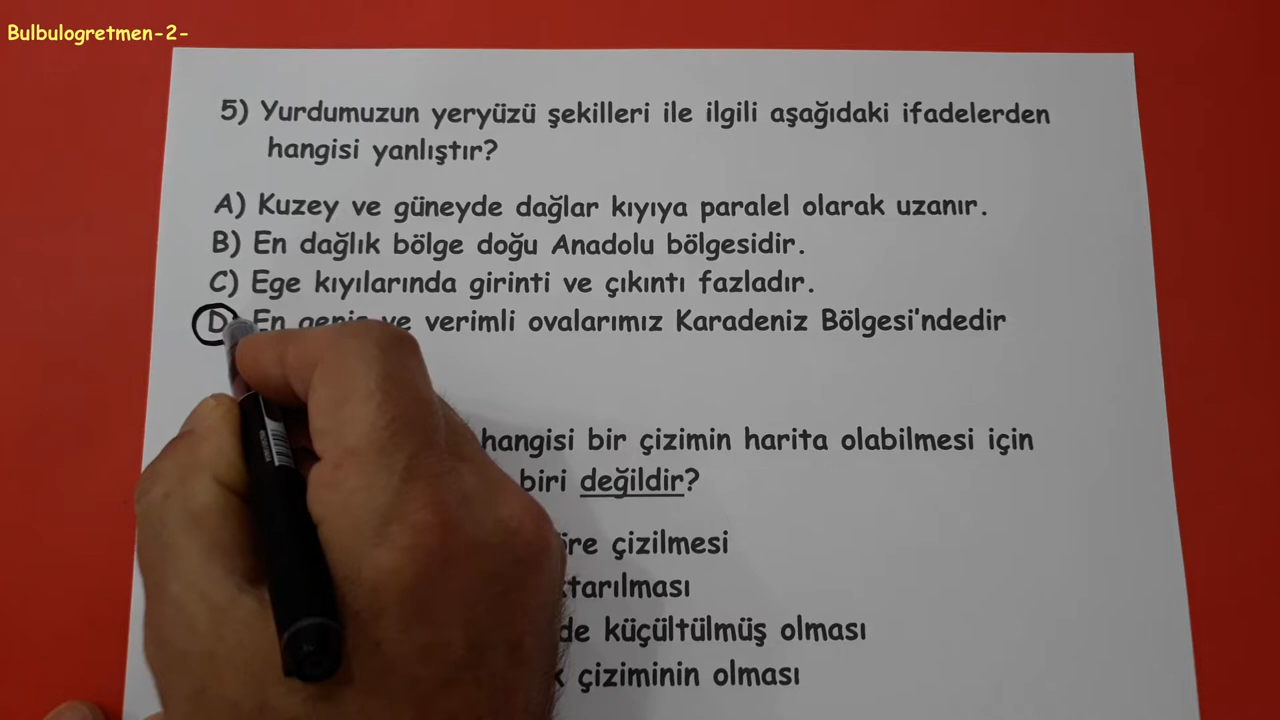 Bulbulogretmen-2-
5) Yurdumuzun yeryüzü şekilleri ile ilgili aşağıdaki ifadelerden
hangisi yanlıştır?
A) Kuzey ve güneyde dağlar kıyıya paralel olarak uzanır.
B) En dağlık bölge doğu Anadolu bölgesidir.
C) Ege kıyılarında girinti ve çıkıntı fazladır.
D) En geniş ve verimli ovalarımız Karadeniz Bölgesi'ndedir
hangisi bir çizimin harita olabilmesi için
biri değildir?
çizilmesi
küçültülmüş olması
çiziminin olması